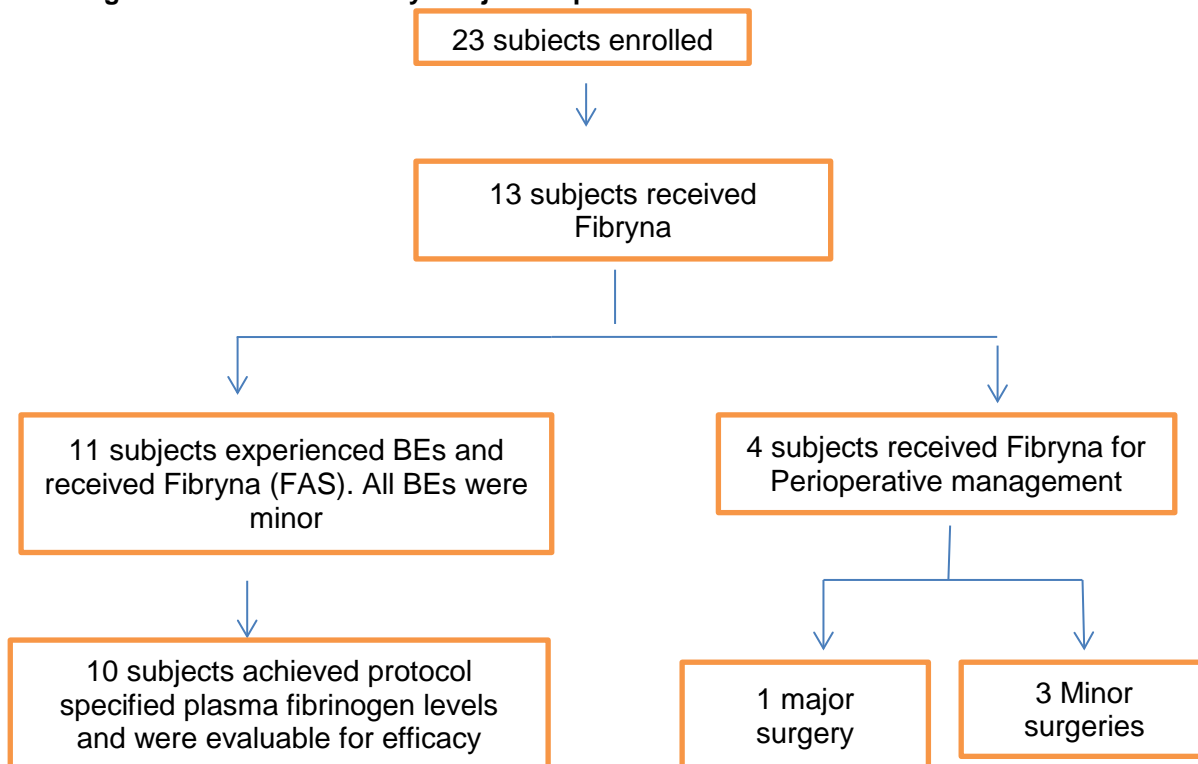 23 subjects enrolled
13 subjects received
Fibryna
11 subjects experienced BEs and
received Fibryna (FAS). All BEs were
minor
4 subjects received Fibryna for
Perioperative management
10 subjects achieved protocol
specified plasma fibrinogen levels
and were evaluable for efficacy
1 major
surgery
3 Minor
surgeries